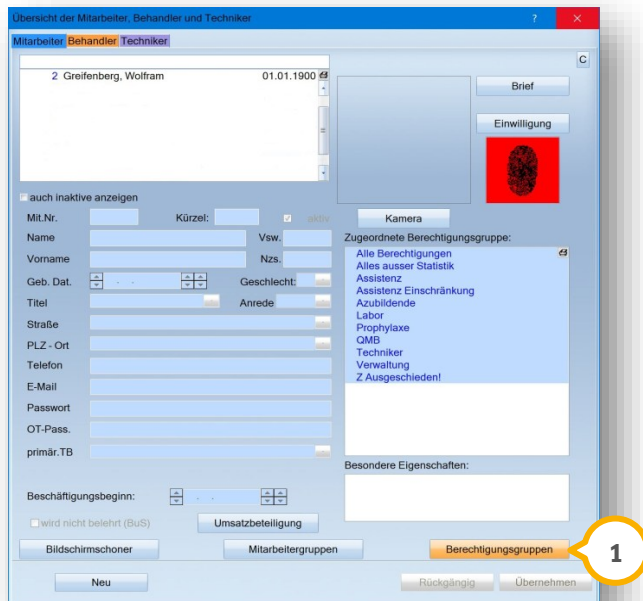 Übersicht der Mitarbeiter, Behandler und Techniker ? ×
Mitarbeiter Behandler Techniker
C
2 Greifenberg, Wolfram 01.01.1900
Brief
Einwilligung
auch inaktive anzeigen
Mit.Nr. Kürzel: aktiv Kamera
Name Vsw. Zugeordnete Berechtigungsgruppe:
Vorname Nzs. Alle Berechtigungen
Alles ausser Statistik
Geb. Dat. . . Geschlecht: Assistenz
Assistenz Einschränkung
Titel Anrede Azubildende
Labor
Straße Prophylaxe
QMB
PLZ - Ort Techniker
Verwaltung
Telefon Z Ausgeschieden!
E-Mail
Passwort
OT-Pass.
primär.TB
Besondere Eigenschaften:
Beschäftigungsbeginn: . .
wird nicht belehrt (BuS) Umsatzbeteiligung
Bildschirmschoner Mitarbeitergruppen Berechtigungsgruppen 1
Neu Rückgängig Übernehmen